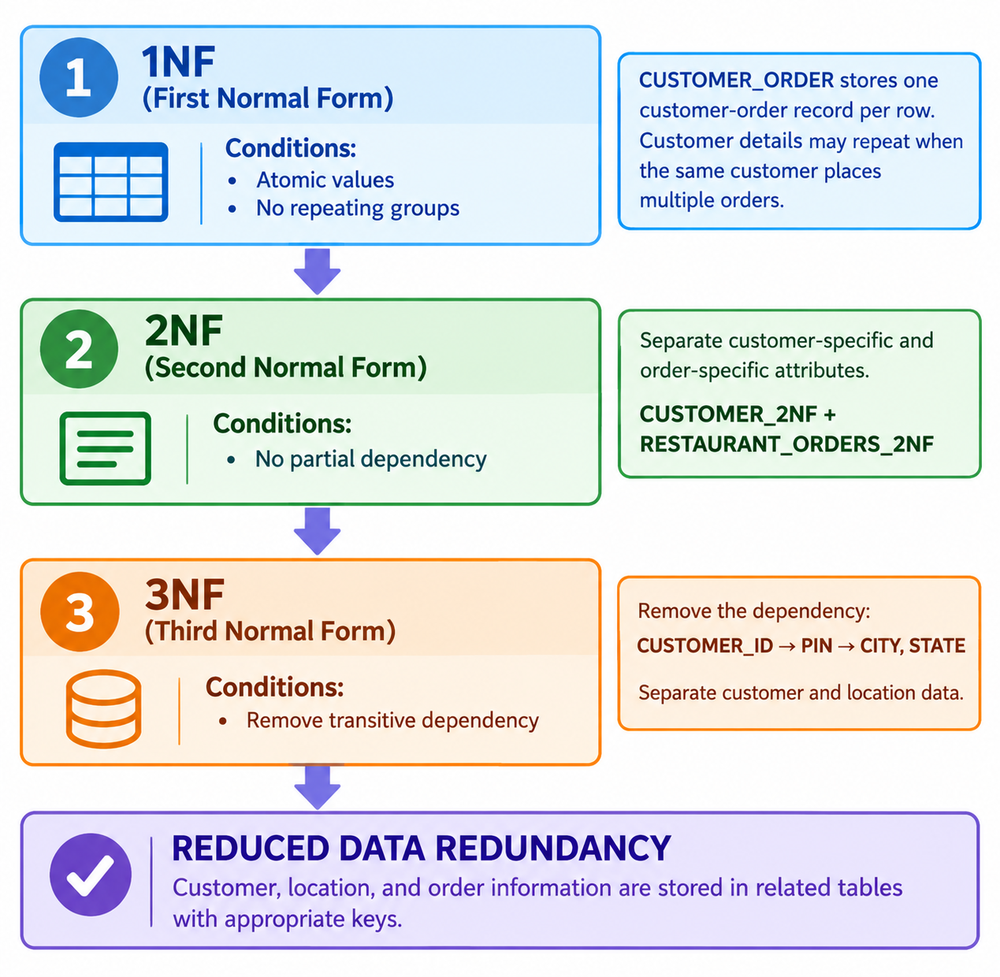 1
1NF
(First Normal Form)
Conditions:
• Atomic values
• No repeating groups
CUSTOMER_ORDER stores one
customer-order record per row.
Customer details may repeat when
the same customer places
multiple orders.
2
2NF
(Second Normal Form)
Conditions:
• No partial dependency
Separate customer-specific and
order-specific attributes.
CUSTOMER_2NF +
RESTAURANT_ORDERS_2NF
3
3NF
(Third Normal Form)
Conditions:
• Remove transitive dependency
Remove the dependency:
CUSTOMER_ID → PIN → CITY, STATE
Separate customer and location data.
REDUCED DATA REDUNDANCY
Customer, location, and order information are stored in related tables
with appropriate keys.